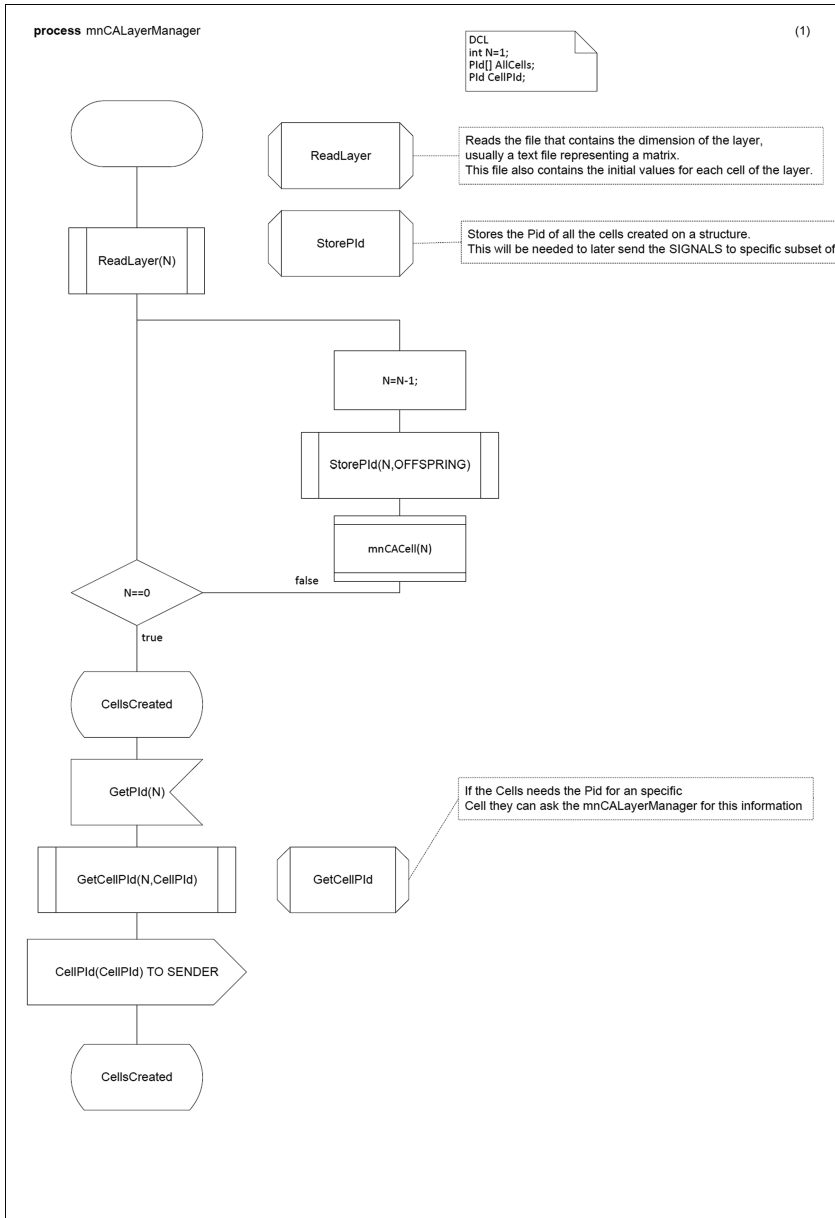 process mnCALayerManager
(1)
DCL
int N=1;
PId[] AllCells;
PId CellPId;
ReadLayer
Reads the file that contains the dimension of the layer,
usually a text file representing a matrix.
This file also contains the initial values for each cell of the layer.
StorePId
Stores the Pid of all the cells created on a structure.
This will be needed to later send the SIGNALS to specific subset of
ReadLayer(N)
N=N-1;
StorePId(N,OFFSPRING)
mnCACell(N)
false
N==0
true
CellsCreated
GetPId(N)
If the Cells needs the Pid for an specific
Cell they can ask the mnCALayerManager for this information
GetCellPId(N,CellPId)
GetCellPId
CellPId(CellPId) TO SENDER
CellsCreated